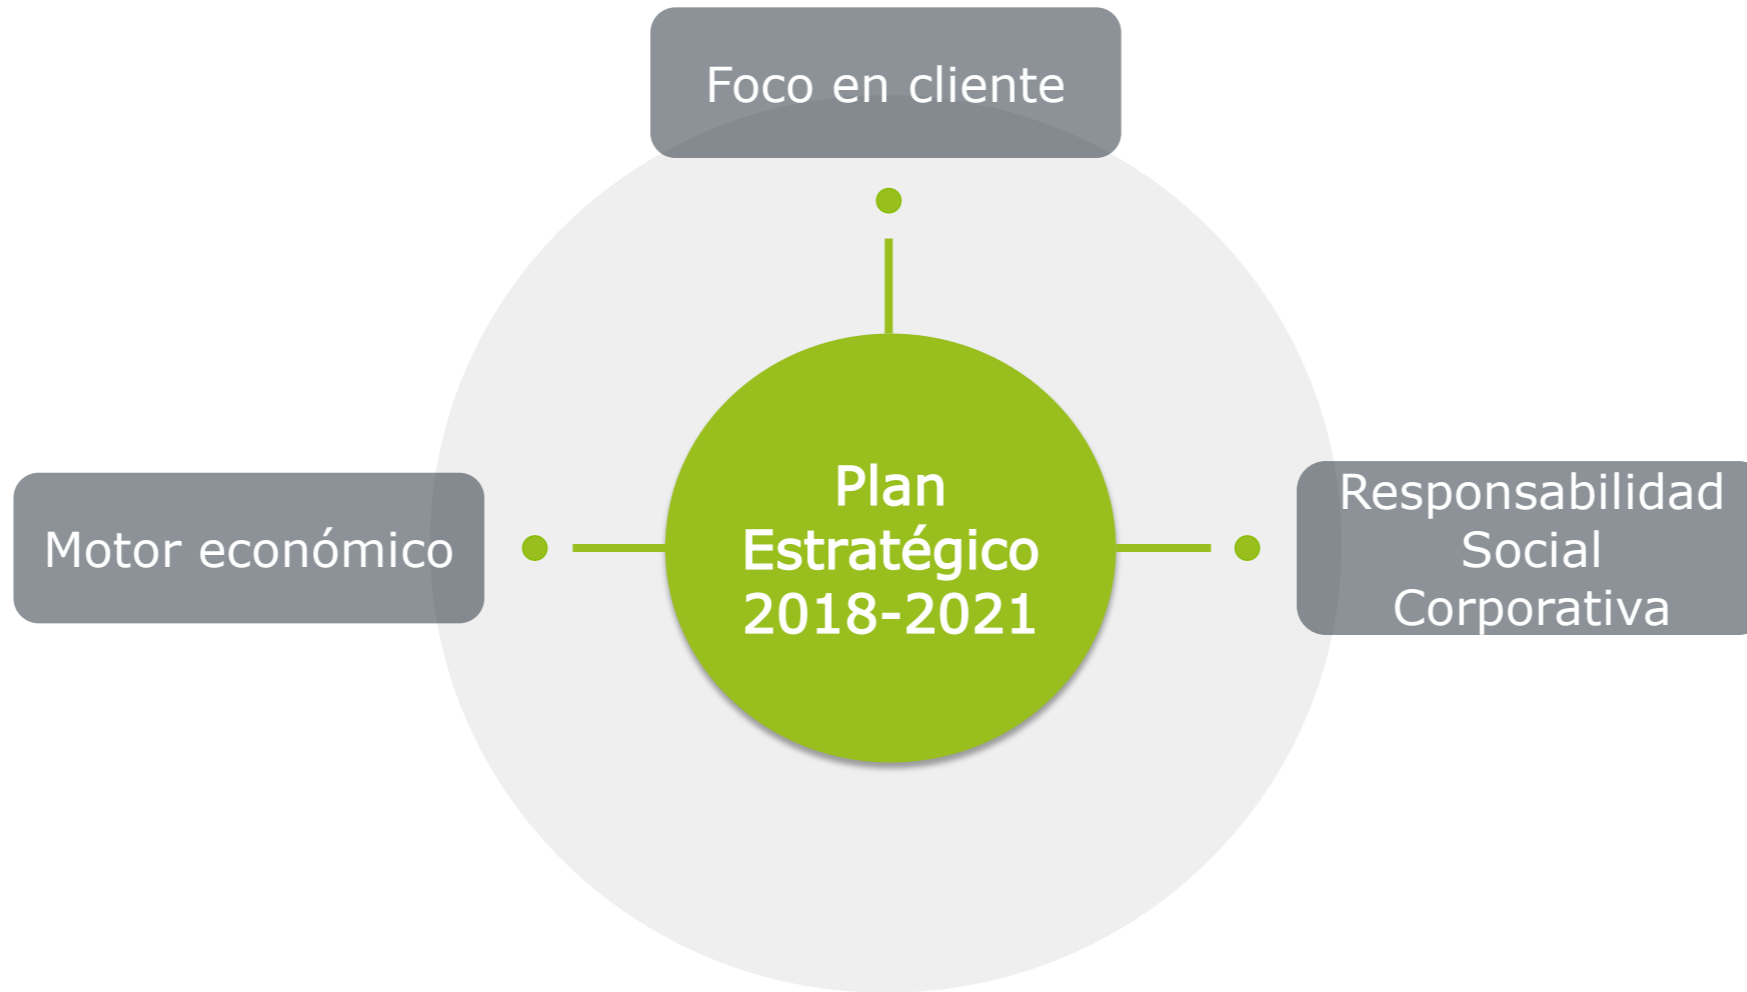 Foco en cliente
Motor económico
Plan
Estratégico
2018-2021
Responsabilidad
Social
Corporativa